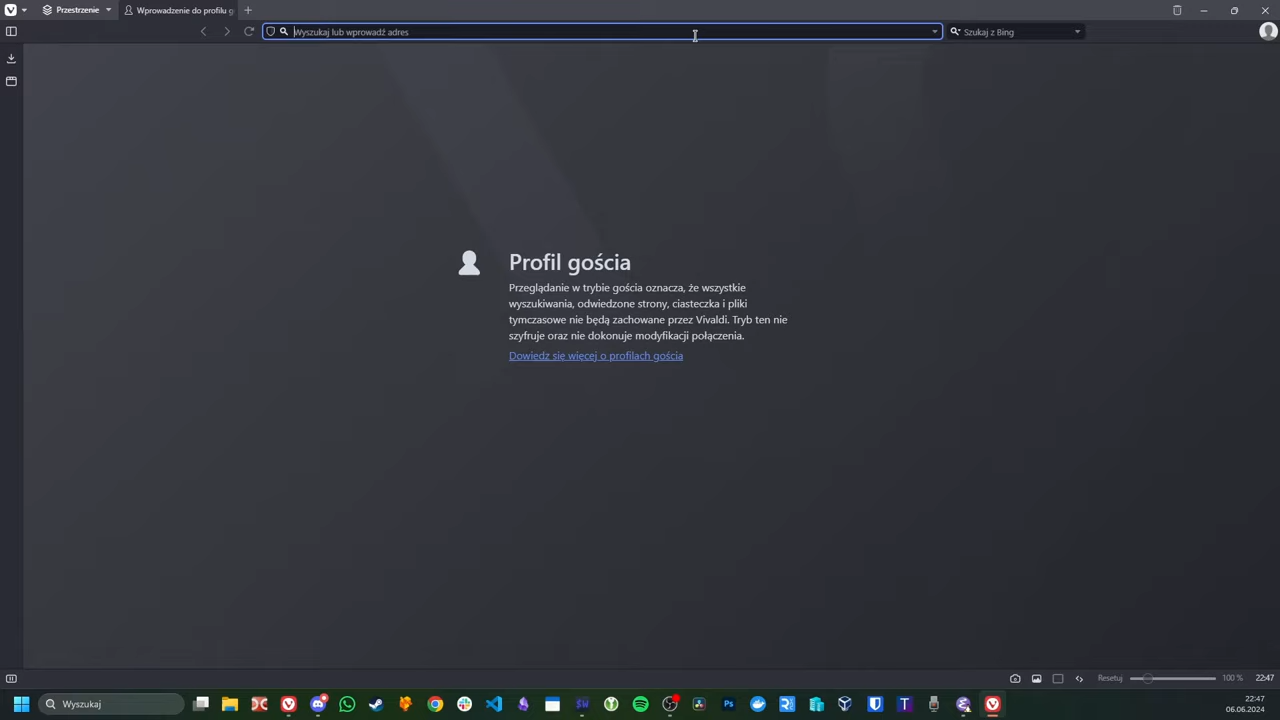 Przestrzenie
Wprowadzenie do profilu g
Wyszukaj lub wprowadź adres
Szukaj z Bing
Profil gościa
Przeglądanie w trybie gościa oznacza, że wszystkie
wyszukiwania, odwiedzone strony, ciasteczka i pliki
tymczasowe nie będą zachowane przez Vivaldi. Tryb ten nie
szyfruje oraz nie dokonuje modyfikacji połączenia.
Dowiedz się więcej o profilach gościa
Resetuj
100 %
22:47
Wyszukaj
22:47
06.06.2024